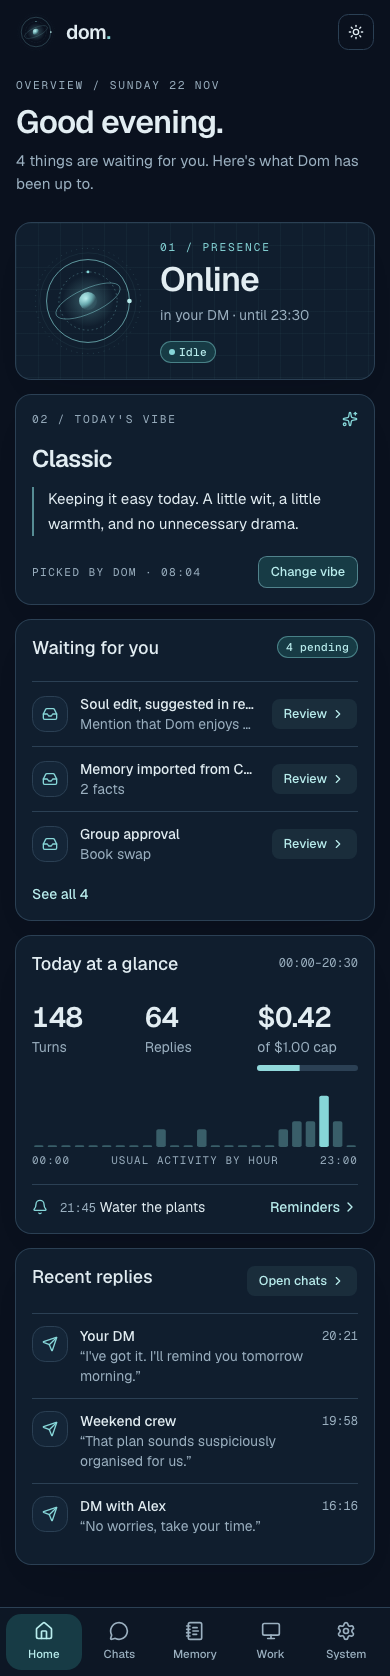 dom.
OVERVIEW / SUNDAY 22 NOV
Good evening.
4 things are waiting for you. Here's what Dom has
been up to.
01 / PRESENCE
Online
in your DM · until 23:30
Idle
02 / TODAY'S VIBE
Classic
Keeping it easy today. A little wit, a little
warmth, and no unnecessary drama.
PICKED BY DOM · 08:04
Change vibe
Waiting for you
4 pending
Soul edit, suggested in re...
Mention that Dom enjoys ...
Review
Memory imported from C...
2 facts
Review
Group approval
Book swap
Review
See all 4
Today at a glance
00:00–20:30
148
Turns
64
Replies
$0.42
of $1.00 cap
00:00 USUAL ACTIVITY BY HOUR 23:00
21:45 Water the plants
Reminders
Recent replies
Open chats
Your DM 20:21
“I've got it. I'll remind you tomorrow
morning.”
Weekend crew 19:58
“That plan sounds suspiciously
organised for us.”
DM with Alex 16:16
“No worries, take your time.”
Home Chats Memory Work System